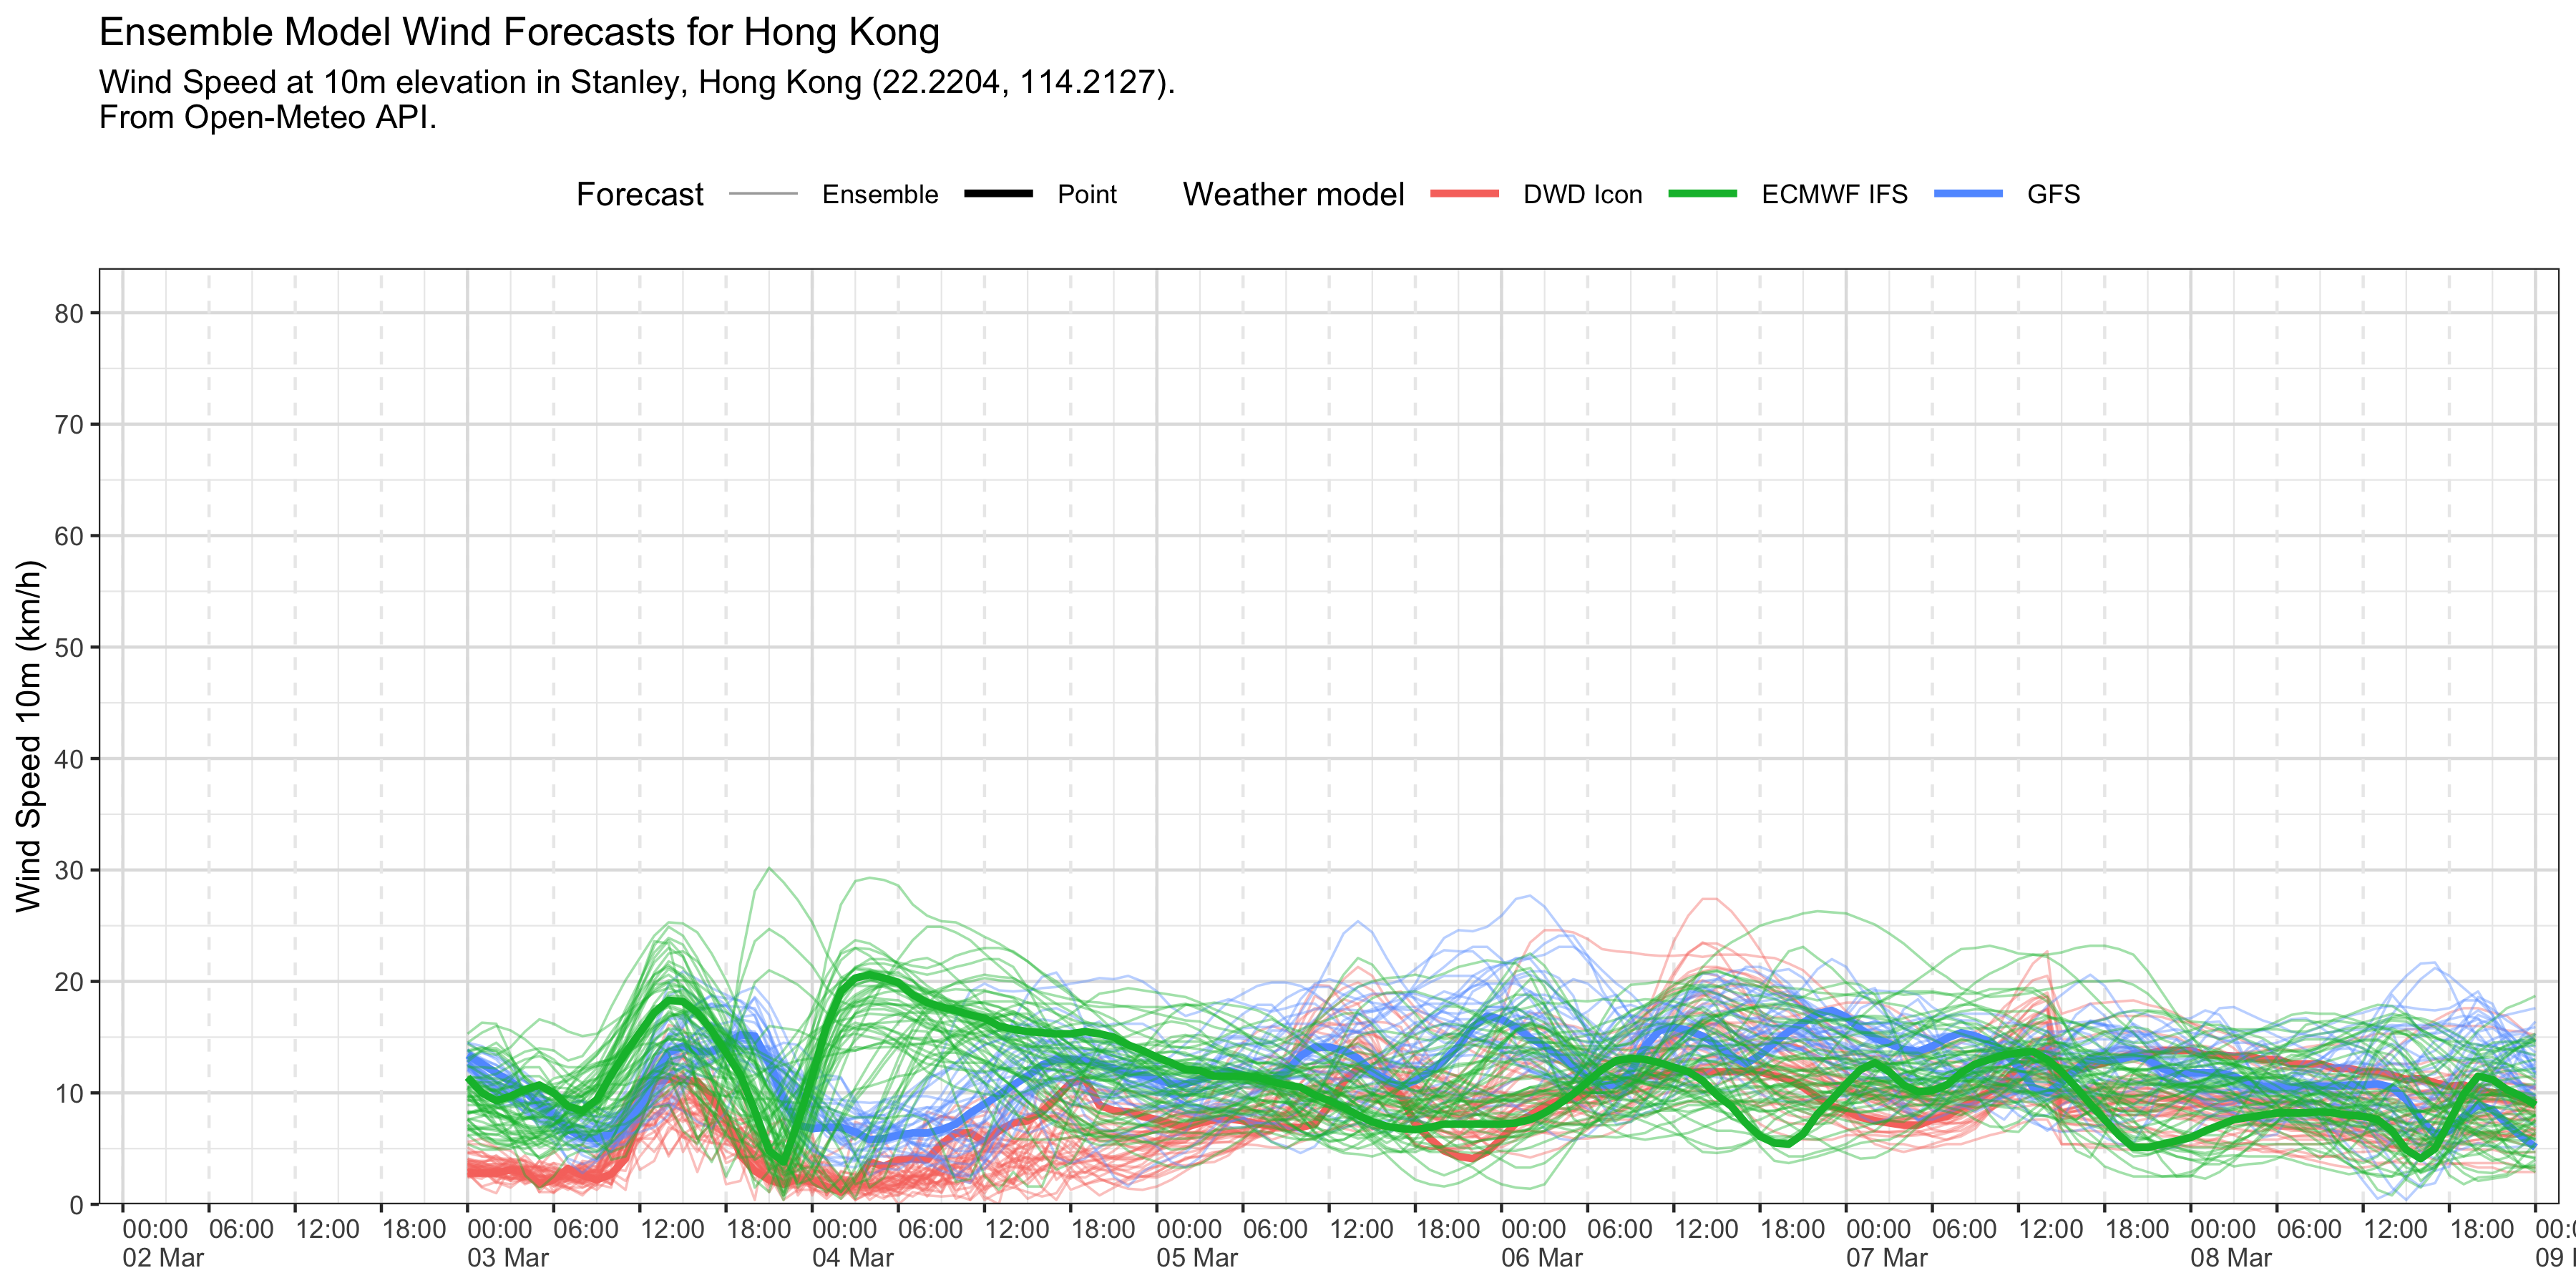 Ensemble Model Wind Forecasts for Hong Kong
Wind Speed at 10m elevation in Stanley, Hong Kong (22.2204, 114.2127).
From Open-Meteo API.
Forecast Ensemble Point Weather model DWD Icon ECMWF IFS GFS
Wind Speed 10m (km/h)
80
70
60
50
40
30
20
10
0
00:00 06:00 12:00 18:00 00:00 06:00 12:00 18:00 00:00 06:00 12:00 18:00 00:00 06:00 12:00 18:00 00:00 06:00 12:00 18:00 00:00 06:00 12:00 18:00 00:00 06:00 12:00 18:00 00:0
02 Mar 03 Mar 04 Mar 05 Mar 06 Mar 07 Mar 08 Mar 09